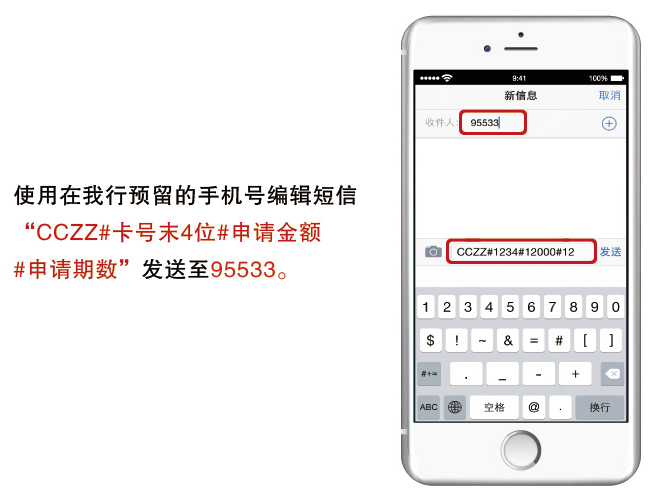 使用在我行预留的手机号编辑短信
“CCZZ#卡号末4位#申请金额
#申请期数”发送至95533。
9:41
100%
新信息
取消
收件人:
95533
CCZZ#1234#12000#12
发送
1 2 3 4 5 6 7 8 9 0
$ ! ~ & = # [ ]
#+= . _ - +
ABC 空格 @ . 换行